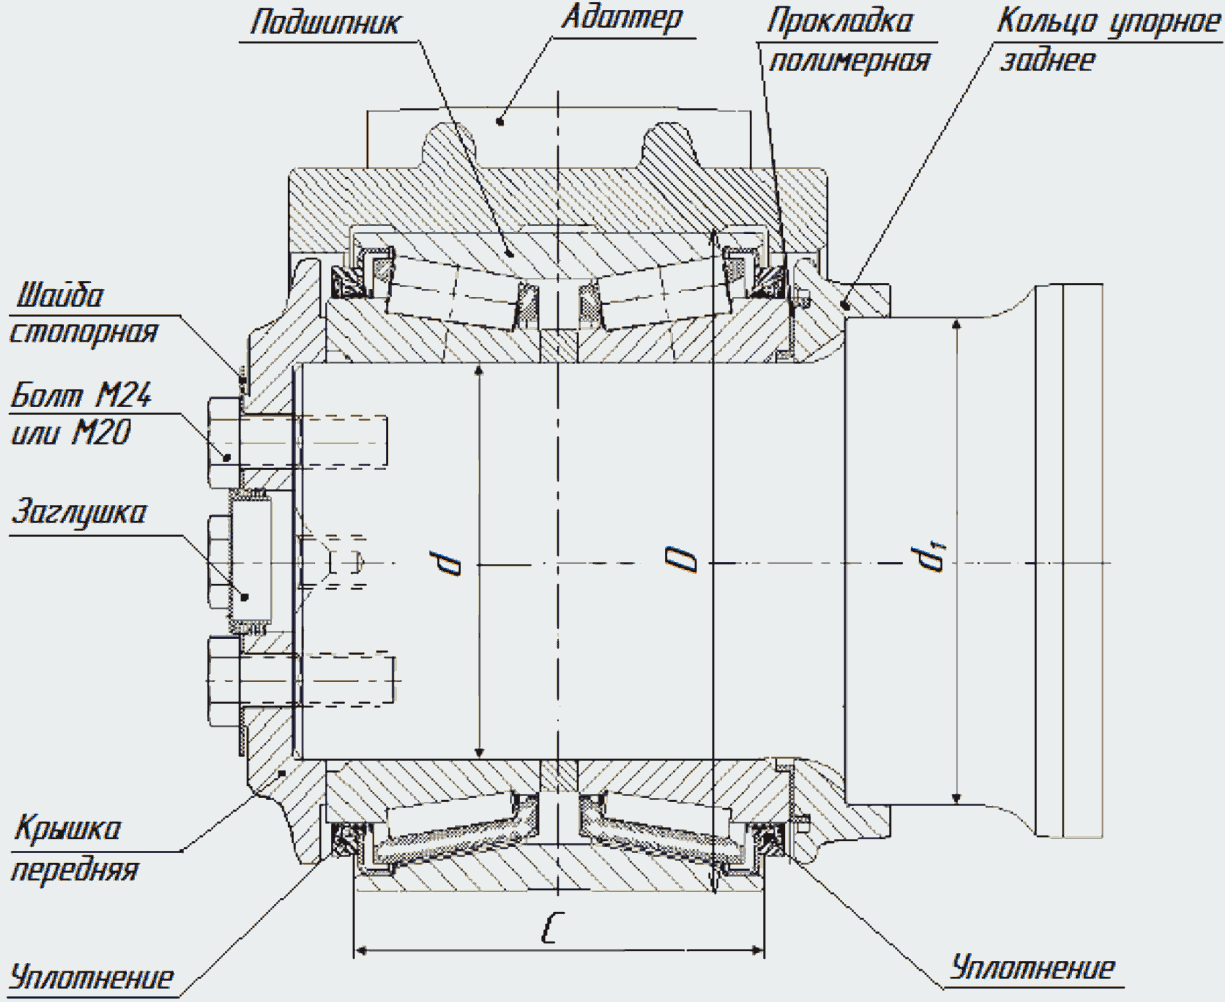 Подшипник
Адаптер
Прокладка
полимерная
Кольцо упорное
заднее
Шайба
стопорная
Болт М24
или М20
Заглушка
d
D
d₁
Крышка
передняя
C
Уплотнение
Уплотнение